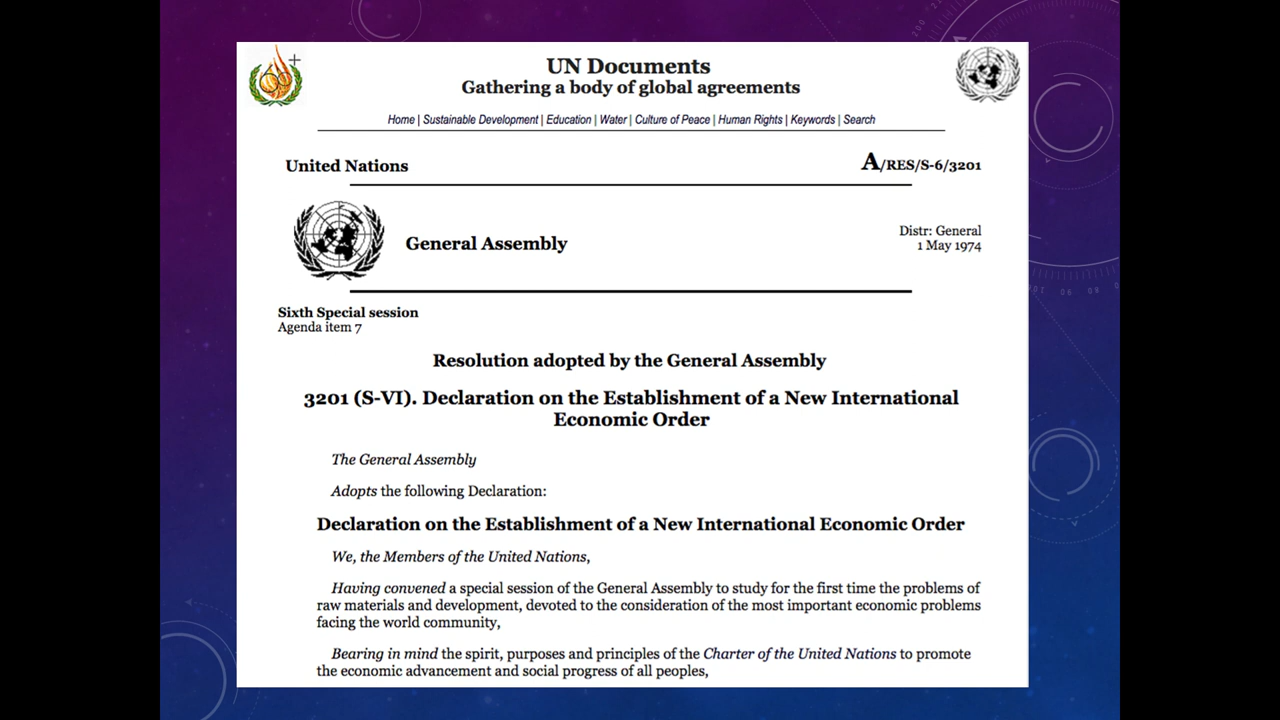 UN Documents
Gathering a body of global agreements
Home | Sustainable Development | Education | Water | Culture of Peace | Human Rights | Keywords | Search
United Nations
A/RES/S-6/3201
General Assembly
Distr: General
1 May 1974
Sixth Special session
Agenda item 7
Resolution adopted by the General Assembly
3201 (S-VI). Declaration on the Establishment of a New International
Economic Order
The General Assembly
Adopts the following Declaration:
Declaration on the Establishment of a New International Economic Order
We, the Members of the United Nations,
Having convened a special session of the General Assembly to study for the first time the problems of
raw materials and development, devoted to the consideration of the most important economic problems
facing the world community,
Bearing in mind the spirit, purposes and principles of the Charter of the United Nations to promote
the economic advancement and social progress of all peoples,